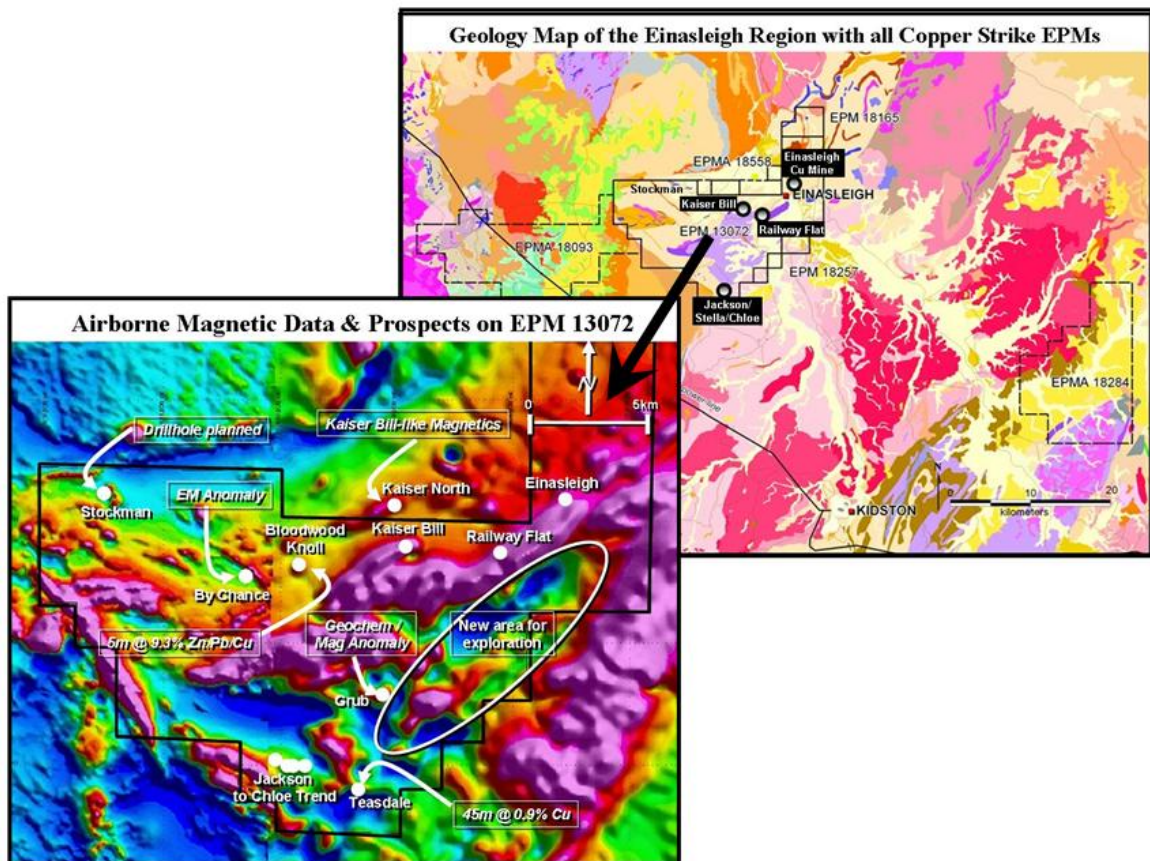 Geology Map of the Einasleigh Region with all Copper Strike EPMs
EPM 18165
EPMA 18558
Einasleigh
Cu Mine
Stockman
EINASLEIGH
Kaiser Bill
Railway Flat
EPM 13072
EPMA 18093
EPM 18257
Jackson/
Stella/Chloe
EPMA 18284
power-line
N
0 10 20
kilometers
KIDSTON
Airborne Magnetic Data & Prospects on EPM 13072
N
0 5km
Drillhole planned
Kaiser Bill-like Magnetics
EM Anomaly
Stockman
Kaiser North
Einasleigh
Bloodwood
Knoll
Kaiser Bill
Railway Flat
By Chance
5m @ 9.3% Zn/Pb/Cu
Geochem /
Mag Anomaly
New area for
exploration
Grub
Jackson
to Chloe Trend
Teasdale
45m @ 0.9% Cu